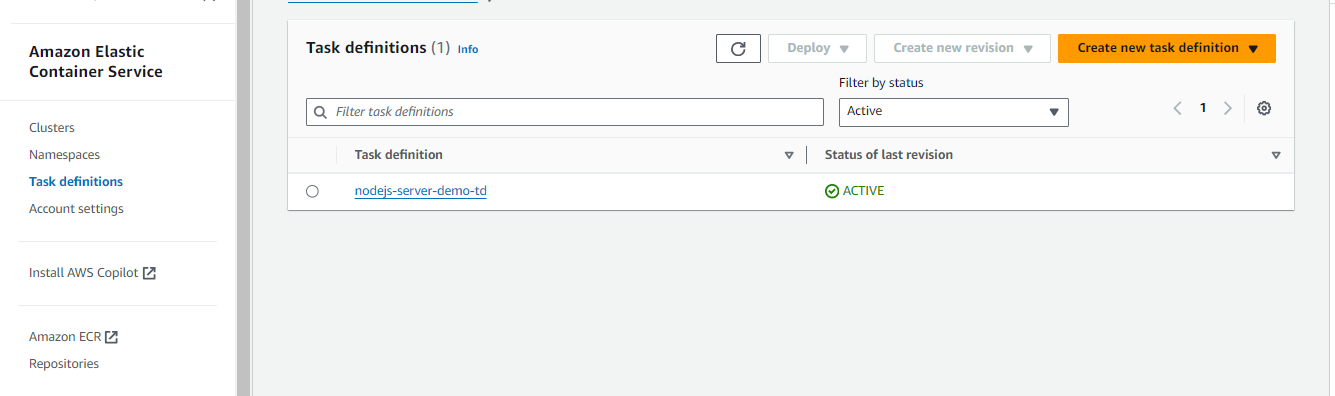 Amazon Elastic
Container Service
Clusters
Namespaces
Task definitions
Account settings
Install AWS Copilot
Amazon ECR
Repositories
Task definitions (1) Info
Deploy
Create new revision
Create new task definition
Filter by status
Filter task definitions
Active
1
Task definition
Status of last revision
nodejs-server-demo-td
ACTIVE